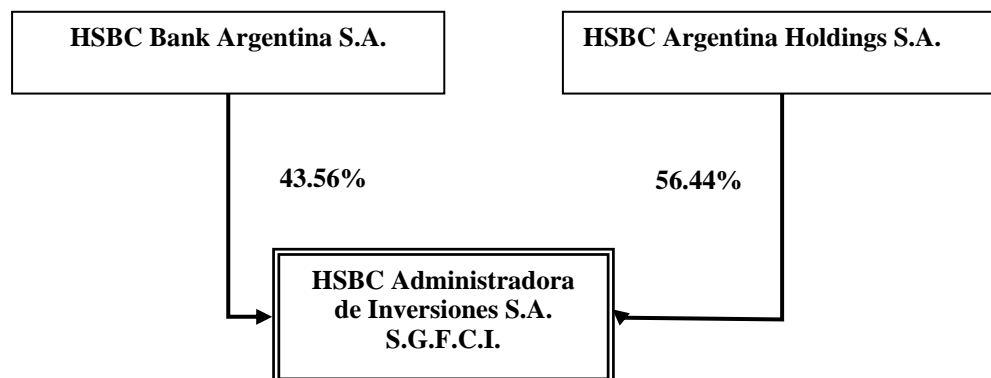 HSBC Bank Argentina S.A.
HSBC Argentina Holdings S.A.
43.56%
56.44%
HSBC Administradora
de Inversiones S.A.
S.G.F.C.I.